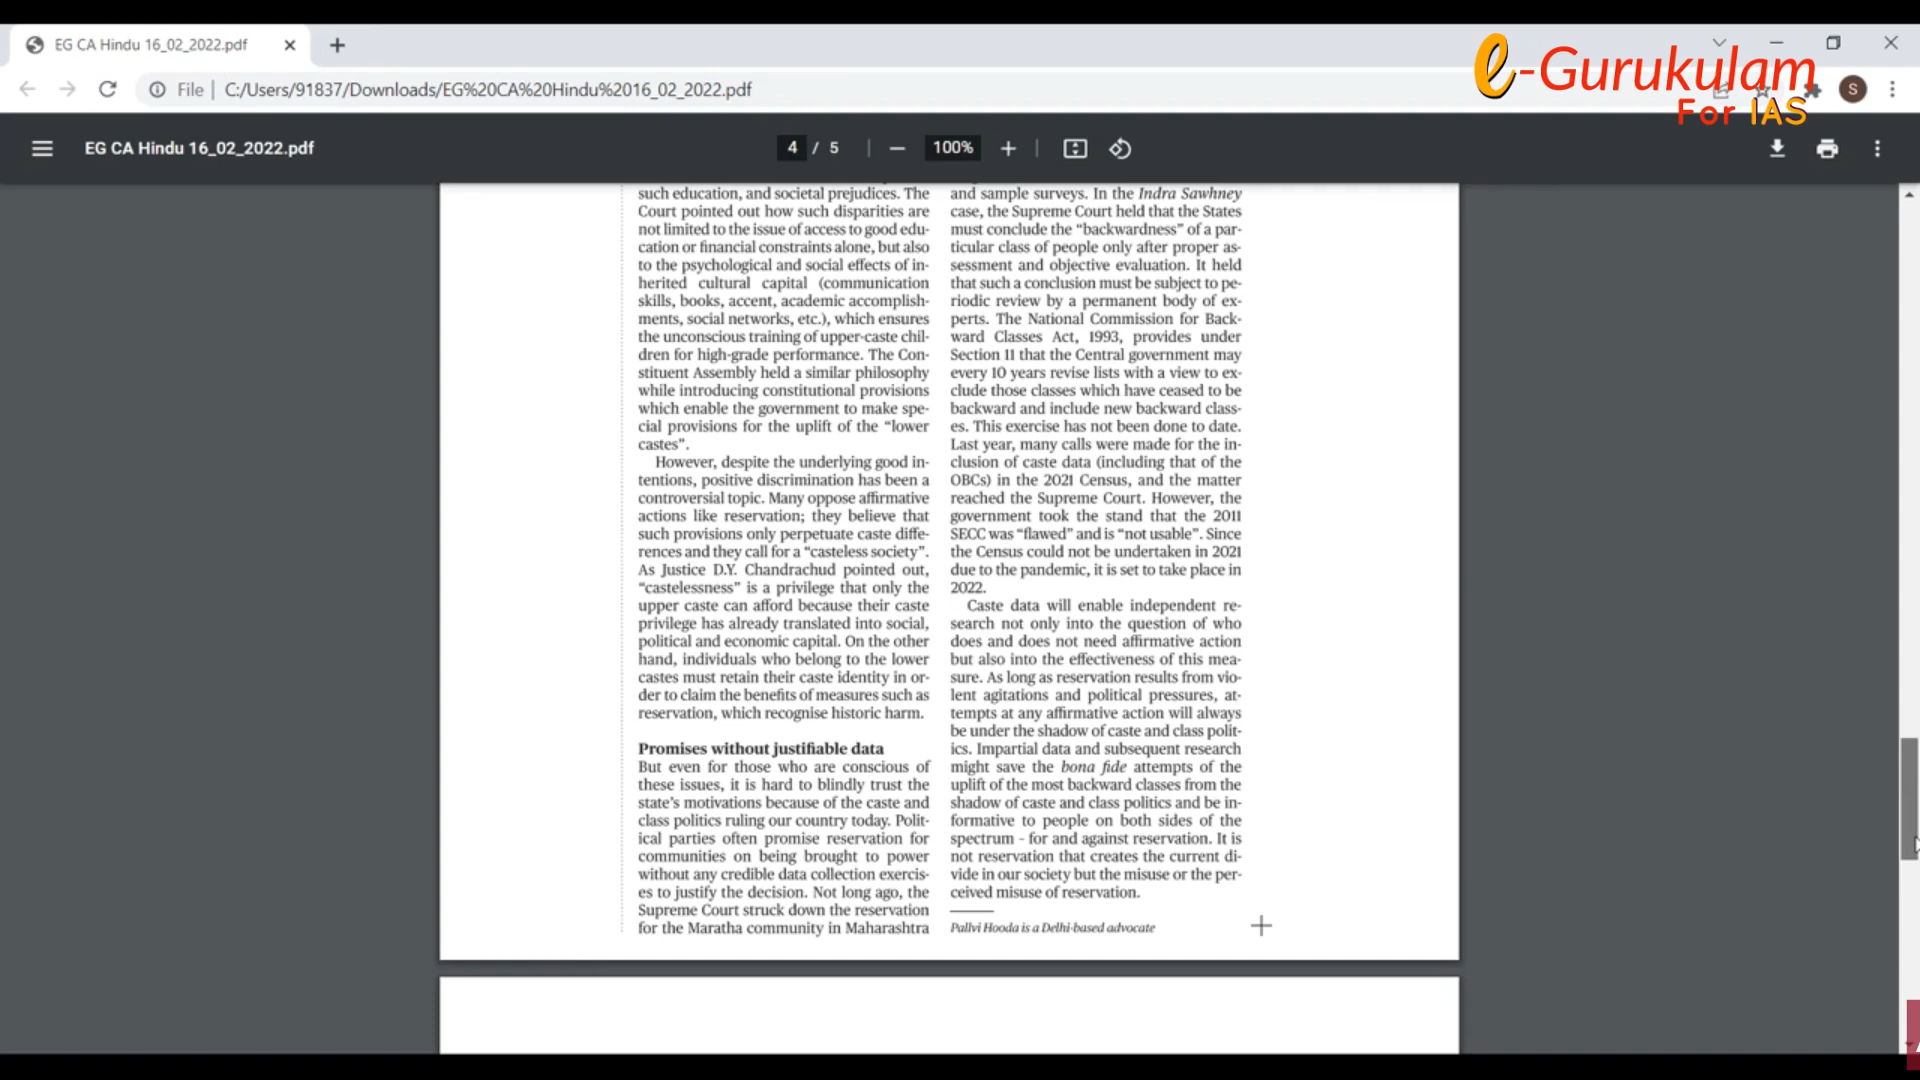 EG CA Hindu 16_02_2022.pdf
e-Gurukulam
For IAS
File
C:/Users/91837/Downloads/EG%20CA%20Hindu%2016_02_2022.pdf
S
EG CA Hindu 16_02_2022.pdf
4 / 5
100%
such education, and societal prejudices. The
Court pointed out how such disparities are
not limited to the issue of access to good edu-
cation or financial constraints alone, but also
to the psychological and social effects of in-
herited cultural capital (communication
skills, books, accent, academic accomplish-
ments, social networks, etc.), which ensures
the unconscious training of upper-caste chil-
dren for high-grade performance. The Con-
stituent Assembly held a similar philosophy
while introducing constitutional provisions
which enable the government to make spe-
cial provisions for the uplift of the “lower
castes”.
However, despite the underlying good in-
tentions, positive discrimination has been a
controversial topic. Many oppose affirmative
actions like reservation; they believe that
such provisions only perpetuate caste diffe-
rences and they call for a “casteless society”.
As Justice D.Y. Chandrachud pointed out,
“castelessness” is a privilege that only the
upper caste can afford because their caste
privilege has already translated into social,
political and economic capital. On the other
hand, individuals who belong to the lower
castes must retain their caste identity in or-
der to claim the benefits of measures such as
reservation, which recognise historic harm.
Promises without justifiable data
But even for those who are conscious of
these issues, it is hard to blindly trust the
state’s motivations because of the caste and
class politics ruling our country today. Polit-
ical parties often promise reservation for
communities on being brought to power
without any credible data collection exercis-
es to justify the decision. Not long ago, the
Supreme Court struck down the reservation
for the Maratha community in Maharashtra
and sample surveys. In the Indra Sawhney
case, the Supreme Court held that the States
must conclude the “backwardness” of a par-
ticular class of people only after proper as-
sessment and objective evaluation. It held
that such a conclusion must be subject to pe-
riodic review by a permanent body of ex-
perts. The National Commission for Back-
ward Classes Act, 1993, provides under
Section 11 that the Central government may
every 10 years revise lists with a view to ex-
clude those classes which have ceased to be
backward and include new backward class-
es. This exercise has not been done to date.
Last year, many calls were made for the in-
clusion of caste data (including that of the
OBCs) in the 2021 Census, and the matter
reached the Supreme Court. However, the
government took the stand that the 2011
SECC was “flawed” and is “not usable”. Since
the Census could not be undertaken in 2021
due to the pandemic, it is set to take place in
2022.
Caste data will enable independent re-
search not only into the question of who
does and does not need affirmative action
but also into the effectiveness of this mea-
sure. As long as reservation results from vio-
lent agitations and political pressures, at-
tempts at any affirmative action will always
be under the shadow of caste and class polit-
ics. Impartial data and subsequent research
might save the bona fide attempts of the
uplift of the most backward classes from the
shadow of caste and class politics and be in-
formative to people on both sides of the
spectrum - for and against reservation. It is
not reservation that creates the current di-
vide in our society but the misuse or the per-
ceived misuse of reservation.
Pallvi Hooda is a Delhi-based advocate